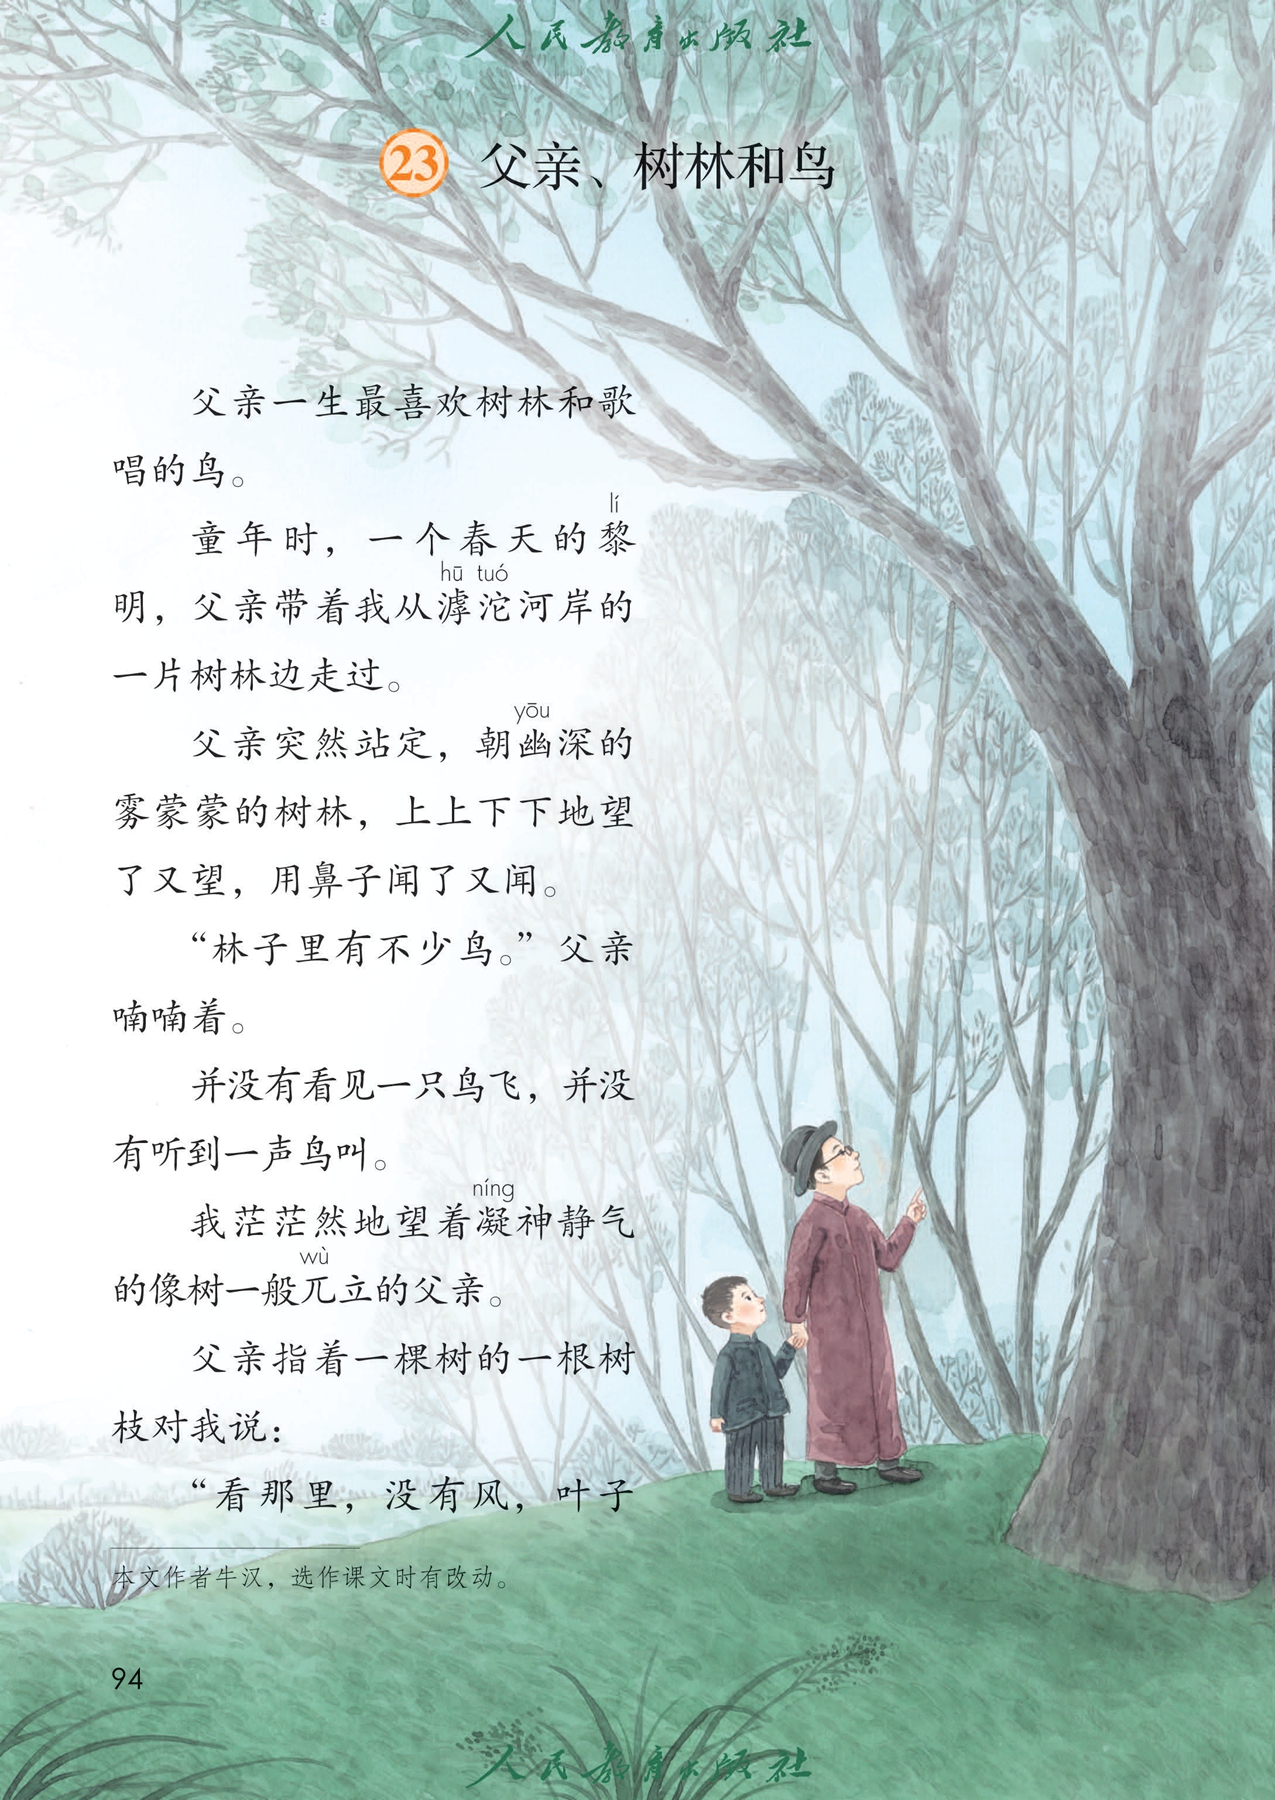 人民教育出版社
23 父亲、树林和鸟
父亲一生最喜欢树林和歌
唱的鸟。
lí
童年时，一个春天的黎
hū tuó
明，父亲带着我从滹沱河岸的
一片树林边走过。
yōu
父亲突然站定，朝幽深的
雾蒙蒙的树林，上上下下地望
了又望，用鼻子闻了又闻。
“林子里有不少鸟。”父亲
喃喃着。
并没有看见一只鸟飞，并没
有听到一声鸟叫。
níng
我茫茫然地望着凝神静气
wù
的像树一般兀立的父亲。
父亲指着一棵树的一根树
枝对我说：
“看那里，没有风，叶子
本文作者牛汉，选作课文时有改动。
94
人民教育出版社